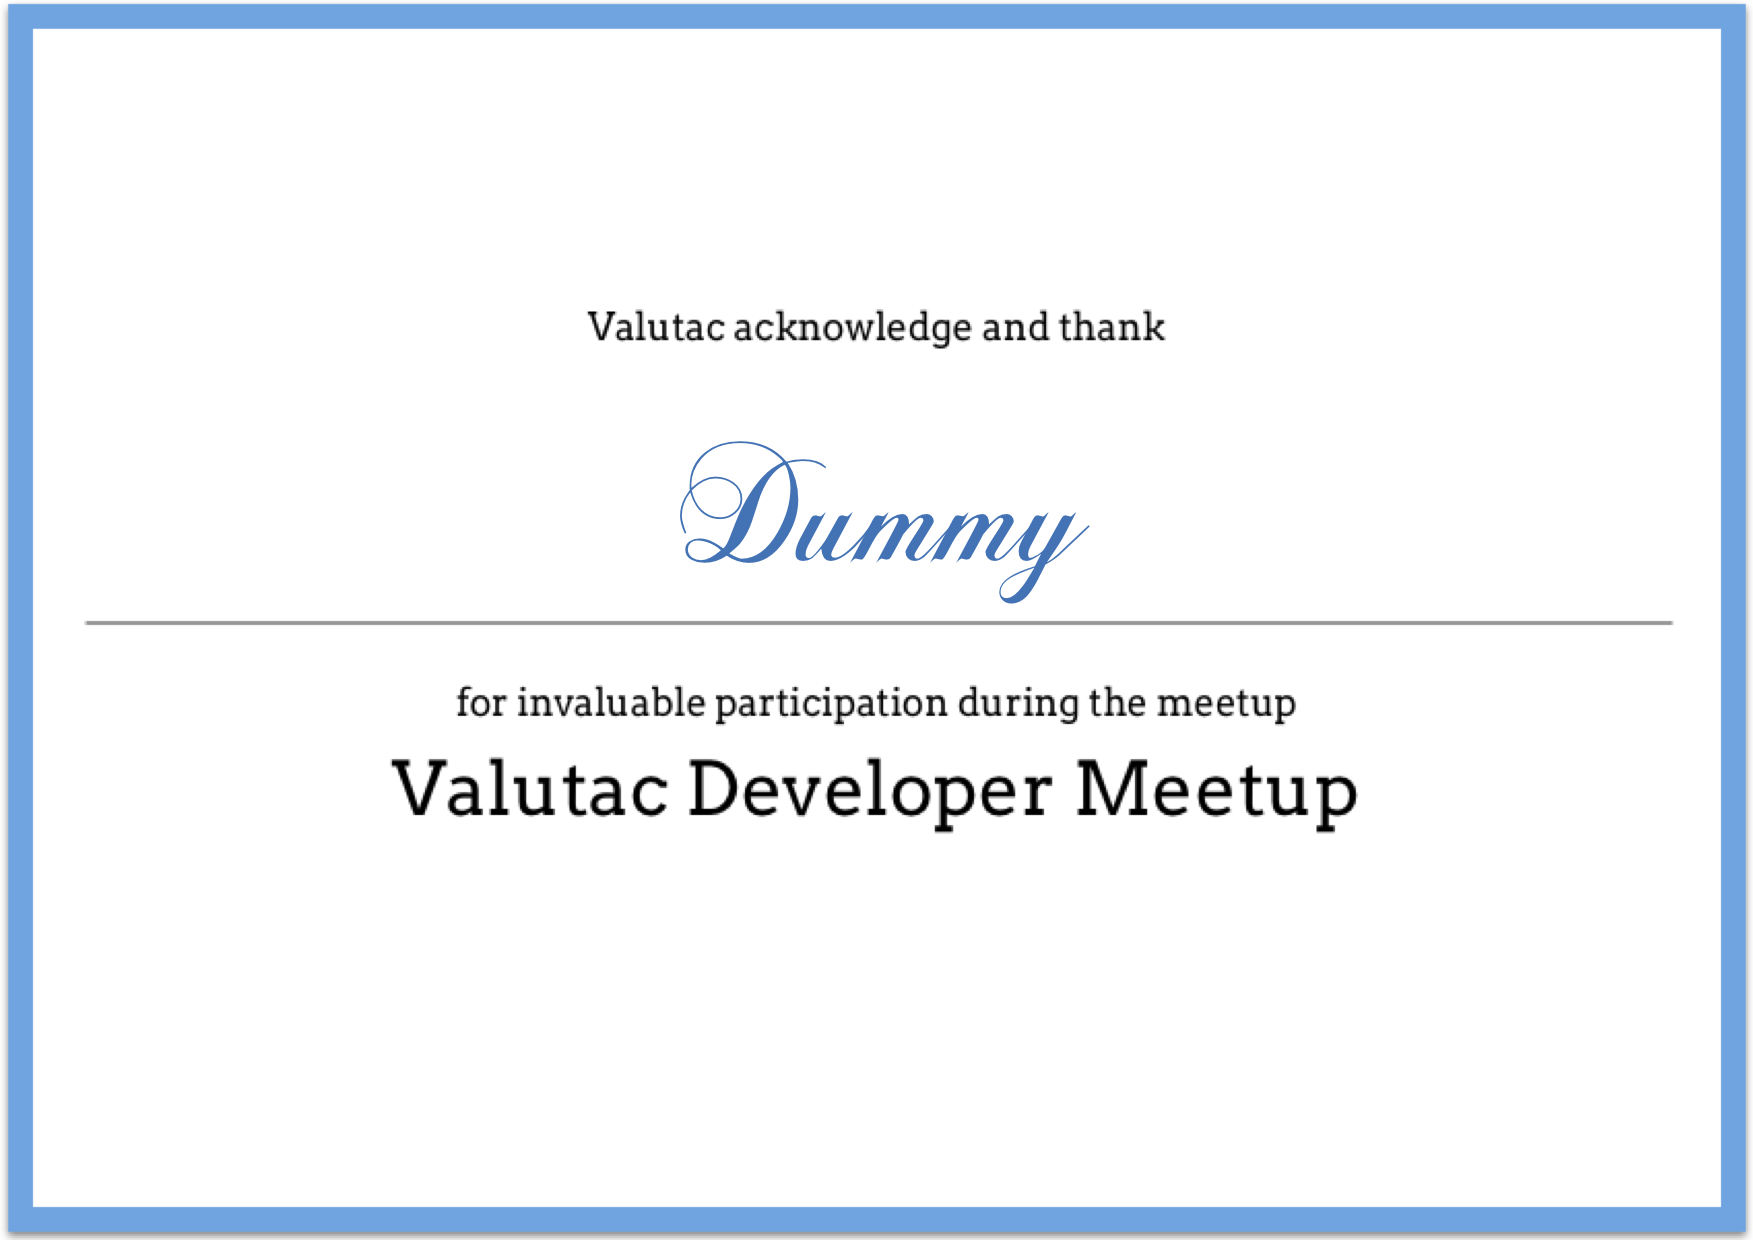 Valutac acknowledge and thank
Dummy
for invaluable participation during the meetup
Valutac Developer Meetup